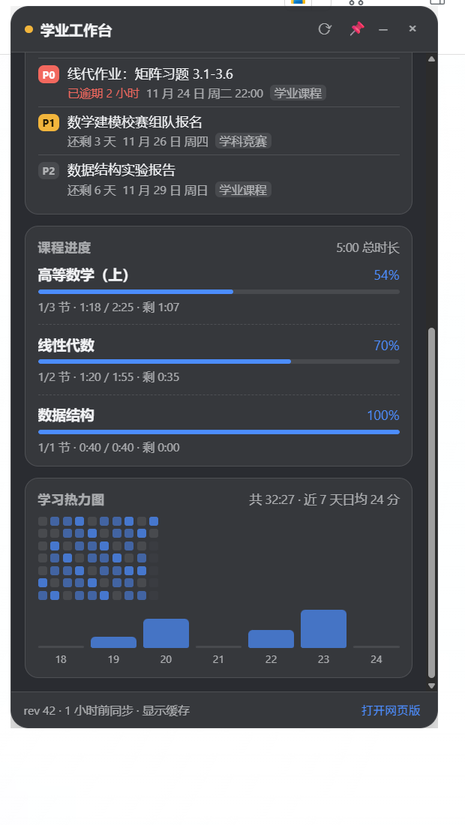 学业工作台
P0 线代作业：矩阵习题 3.1-3.6
已逾期 2 小时 11 月 24 日 周二 22:00 学业课程
P1 数学建模校赛组队报名
还剩 3 天 11 月 26 日 周四 学科竞赛
P2 数据结构实验报告
还剩 6 天 11 月 29 日 周日 学业课程
课程进度 5:00 总时长
高等数学（上） 54%
1/3 节 · 1:18 / 2:25 · 剩 1:07
线性代数 70%
1/2 节 · 1:20 / 1:55 · 剩 0:35
数据结构 100%
1/1 节 · 0:40 / 0:40 · 剩 0:00
学习热力图 共 32:27 · 近 7 天日均 24 分
18 19 20 21 22 23 24
rev 42 · 1 小时前同步 · 显示缓存 打开网页版